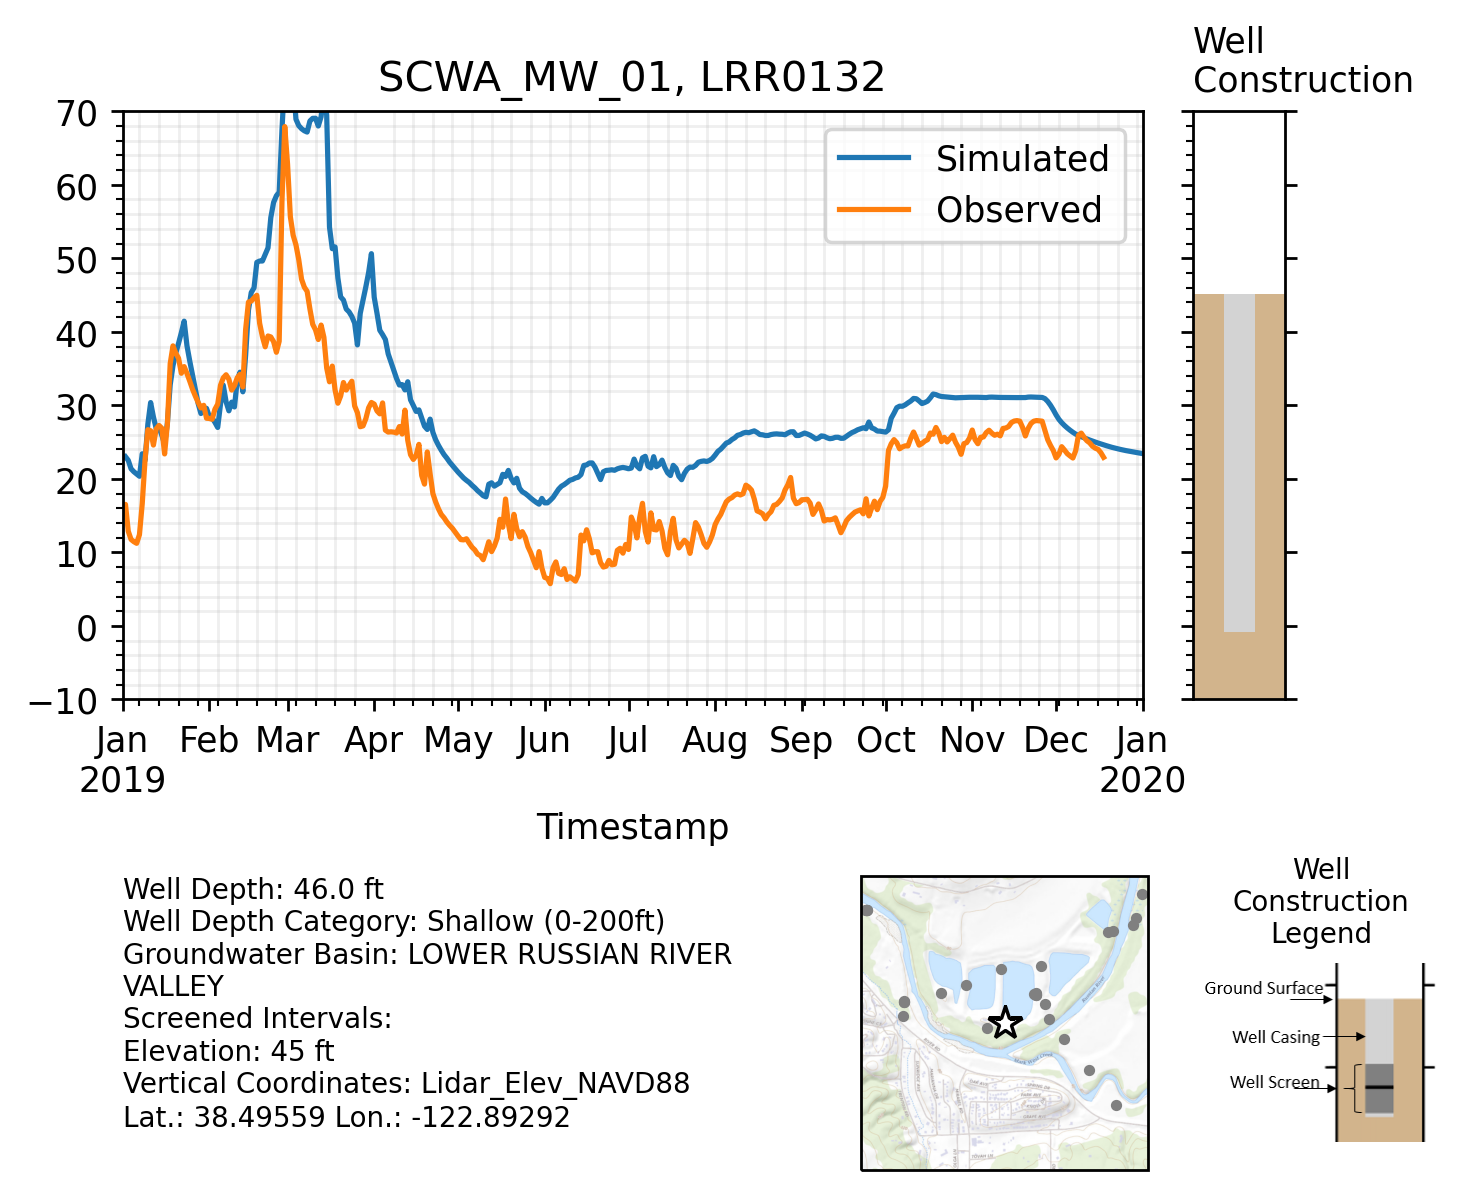 SCWA_MW_01, LRR0132
Well
Construction
70
60
50
40
30
20
10
0
−10
Simulated
Observed
Jan Feb Mar Apr May Jun Jul Aug Sep Oct Nov Dec Jan
2019 2020
Timestamp
Well Depth: 46.0 ft
Well Depth Category: Shallow (0-200ft)
Groundwater Basin: LOWER RUSSIAN RIVER
VALLEY
Screened Intervals:
Elevation: 45 ft
Vertical Coordinates: Lidar_Elev_NAVD88
Lat.: 38.49559 Lon.: -122.89292
Well
Construction
Legend
Ground Surface
Well Casing
Well Screen